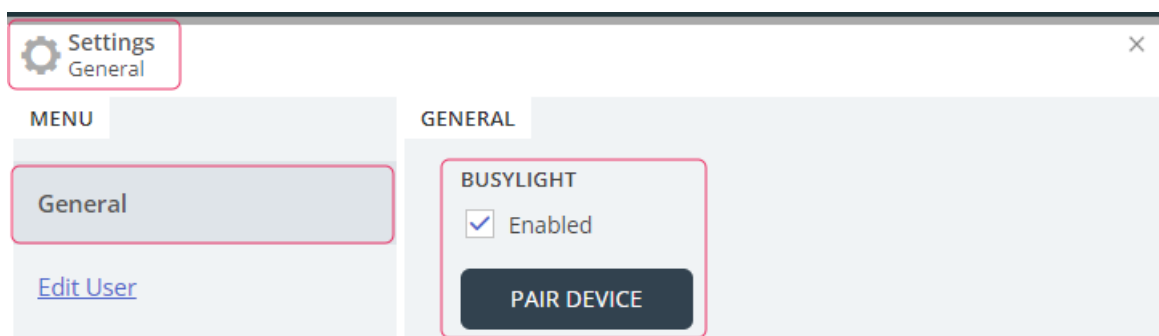 Settings
General
MENU
GENERAL
General
BUSYLIGHT
Enabled
Edit User
PAIR DEVICE